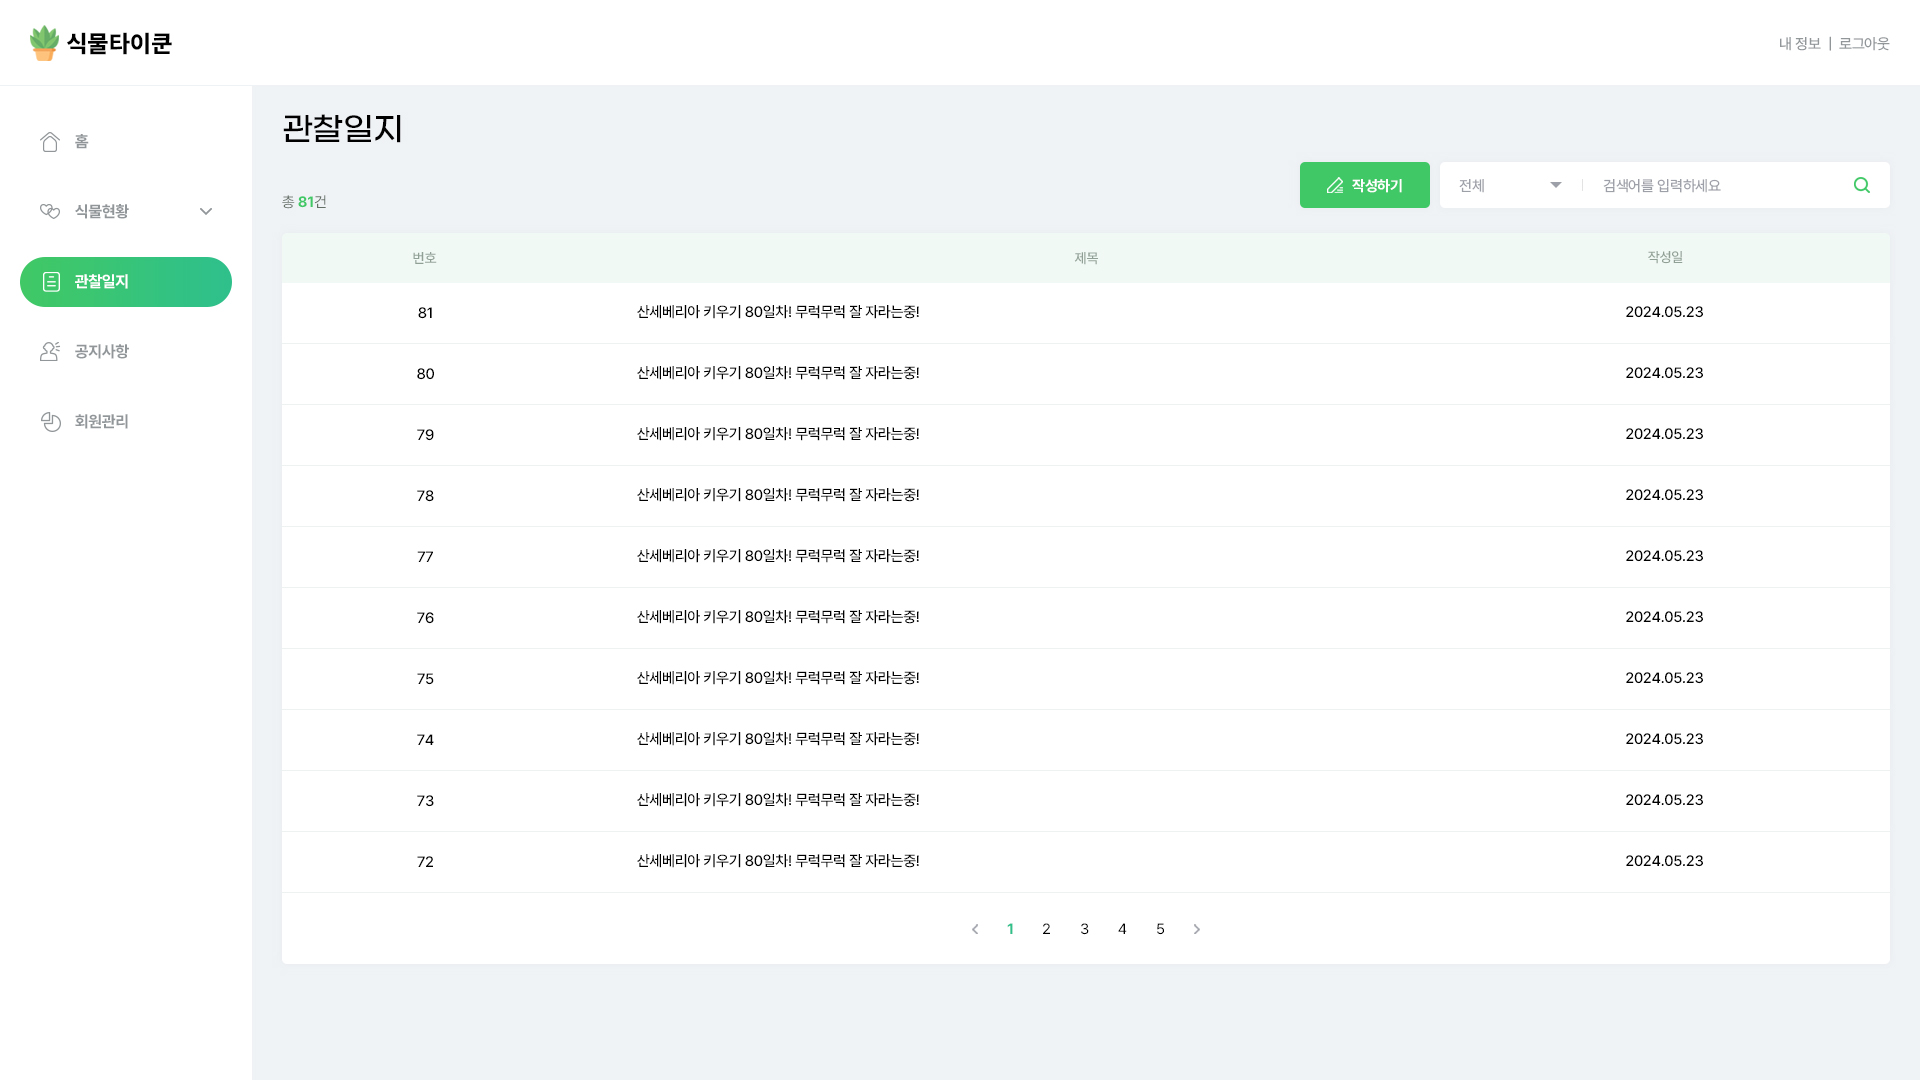 식물타이쿤
내 정보 | 로그아웃
홈
식물현황
관찰일지
공지사항
회원관리
관찰일지
총 81건
작성하기
전체
검색어를 입력하세요
번호 제목 작성일
81 산세베리아 키우기 80일차! 무럭무럭 잘 자라는중! 2024.05.23
80 산세베리아 키우기 80일차! 무럭무럭 잘 자라는중! 2024.05.23
79 산세베리아 키우기 80일차! 무럭무럭 잘 자라는중! 2024.05.23
78 산세베리아 키우기 80일차! 무럭무럭 잘 자라는중! 2024.05.23
77 산세베리아 키우기 80일차! 무럭무럭 잘 자라는중! 2024.05.23
76 산세베리아 키우기 80일차! 무럭무럭 잘 자라는중! 2024.05.23
75 산세베리아 키우기 80일차! 무럭무럭 잘 자라는중! 2024.05.23
74 산세베리아 키우기 80일차! 무럭무럭 잘 자라는중! 2024.05.23
73 산세베리아 키우기 80일차! 무럭무럭 잘 자라는중! 2024.05.23
72 산세베리아 키우기 80일차! 무럭무럭 잘 자라는중! 2024.05.23
1 2 3 4 5